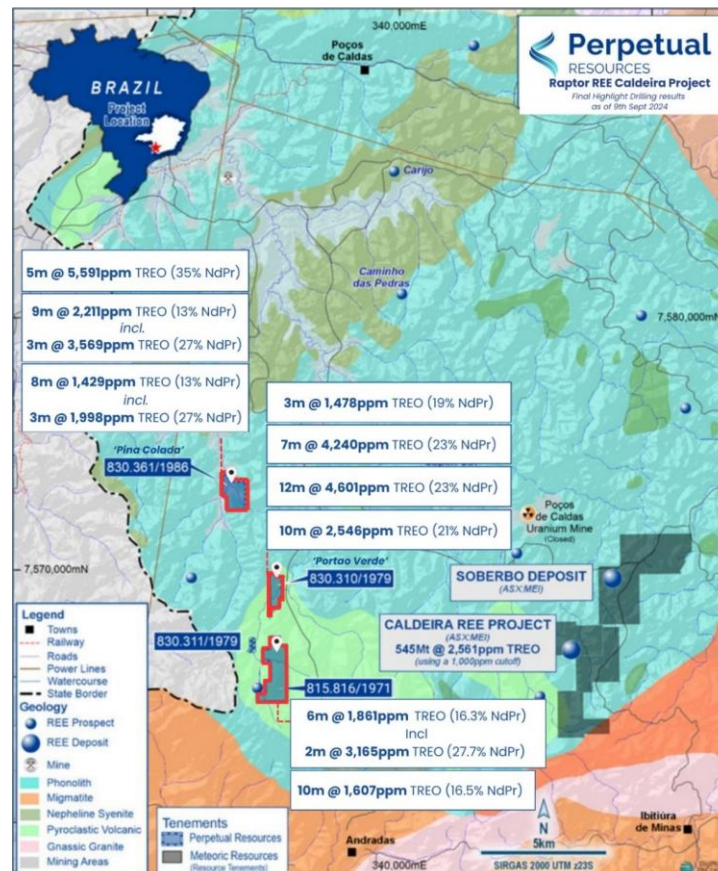 340,000mE
Poços
de Caldas
Perpetual
RESOURCES
Raptor REE Caldeira Project
Final Highlight Drilling results
as of 9th Sept 2024
BRAZIL
Project
Location
Carijo
Caminho
das Pedras
7,580,000mN
5m @ 5,591ppm TREO (35% NdPr)
9m @ 2,211ppm TREO (13% NdPr)
incl.
3m @ 3,569ppm TREO (27% NdPr)
8m @ 1,429ppm TREO (13% NdPr)
incl.
3m @ 1,998ppm TREO (27% NdPr)
3m @ 1,478ppm TREO (19% NdPr)
7m @ 4,240ppm TREO (23% NdPr)
12m @ 4,601ppm TREO (23% NdPr)
10m @ 2,546ppm TREO (21% NdPr)
'Pina Colada'
830.361/1986
Poços
de Caldas
Uranium Mine
(Closed)
7,570,000mN
'Portao Verde'
830.310/1979
SOBERBO DEPOSIT
(ASX:MEI)
CALDEIRA REE PROJECT
(ASX:MEI)
545Mt @ 2,561ppm TREO
(using a 1,000ppm cutoff)
830.311/1979
815.816/1971
6m @ 1,861ppm TREO (16.3% NdPr)
Incl
2m @ 3,165ppm TREO (27.7% NdPr)
10m @ 1,607ppm TREO (16.5% NdPr)
Legend
Towns
Railway
Roads
Power Lines
Watercourse
State Border
Geology
REE Prospect
REE Deposit
Mine
Phonolith
Migmatite
Nepheline Syenite
Pyroclastic Volcanic
Gnassic Granite
Mining Areas
Tenements
Perpetual Resources
Meteoric Resources
(Resource Tenements)
Andradas
340,000mE
N
5km
SIRGAS 2000 UTM z23S
Ibitiúra
de Minas